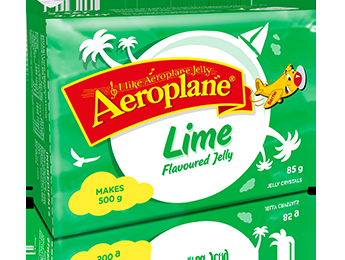 I Like Aeroplane Jelly
Aeroplane®
Lime
Flavoured Jelly
MAKES
500 g
85 g
JELLY CRYSTALS